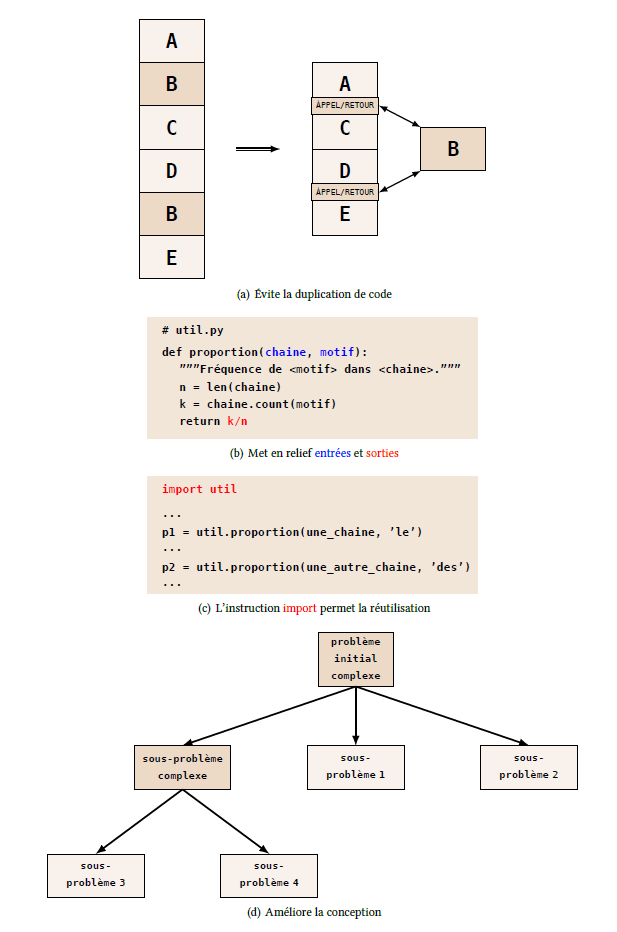 A
B
C
D
B
E
A
APPEL/RETOUR
C
D
APPEL/RETOUR
E
B
(a) Évite la duplication de code
# util.py
def proportion(chaine, motif):
”””Fréquence de <motif> dans <chaine>.”””
n = len(chaine)
k = chaine.count(motif)
return k/n
(b) Met en relief entrées et sorties
import util
...
p1 = util.proportion(une_chaine, ’le’)
...
p2 = util.proportion(une_autre_chaine, ’des’)
...
(c) L’instruction import permet la réutilisation
problème
initial
complexe
sous-problème
complexe
sous-
problème 1
sous-
problème 2
sous-
problème 3
sous-
problème 4
(d) Améliore la conception